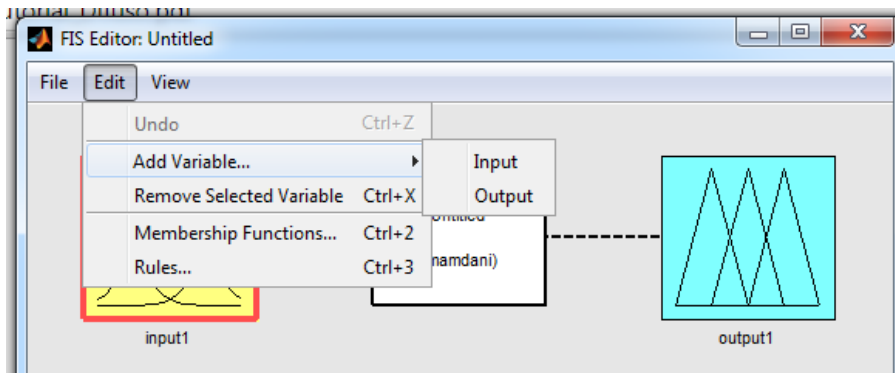 FIS Editor: Untitled
File Edit View
Undo Ctrl+Z
Add Variable...
Input
Output
Remove Selected Variable Ctrl+X
Membership Functions... Ctrl+2
Rules... Ctrl+3
mamdani)
input1
output1